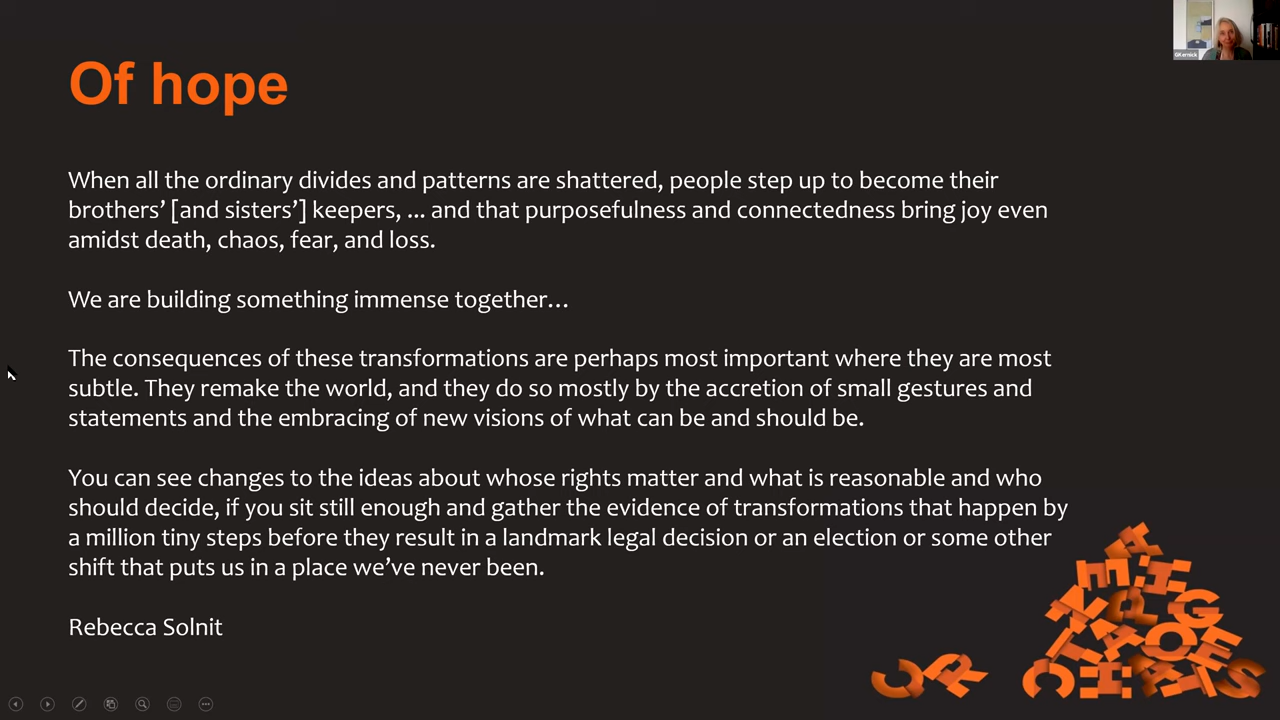 Of hope
When all the ordinary divides and patterns are shattered, people step up to become their
brothers’ [and sisters’] keepers, ... and that purposefulness and connectedness bring joy even
amidst death, chaos, fear, and loss.
We are building something immense together…
The consequences of these transformations are perhaps most important where they are most
subtle. They remake the world, and they do so mostly by the accretion of small gestures and
statements and the embracing of new visions of what can be and should be.
You can see changes to the ideas about whose rights matter and what is reasonable and who
should decide, if you sit still enough and gather the evidence of transformations that happen by
a million tiny steps before they result in a landmark legal decision or an election or some other
shift that puts us in a place we’ve never been.
Rebecca Solnit